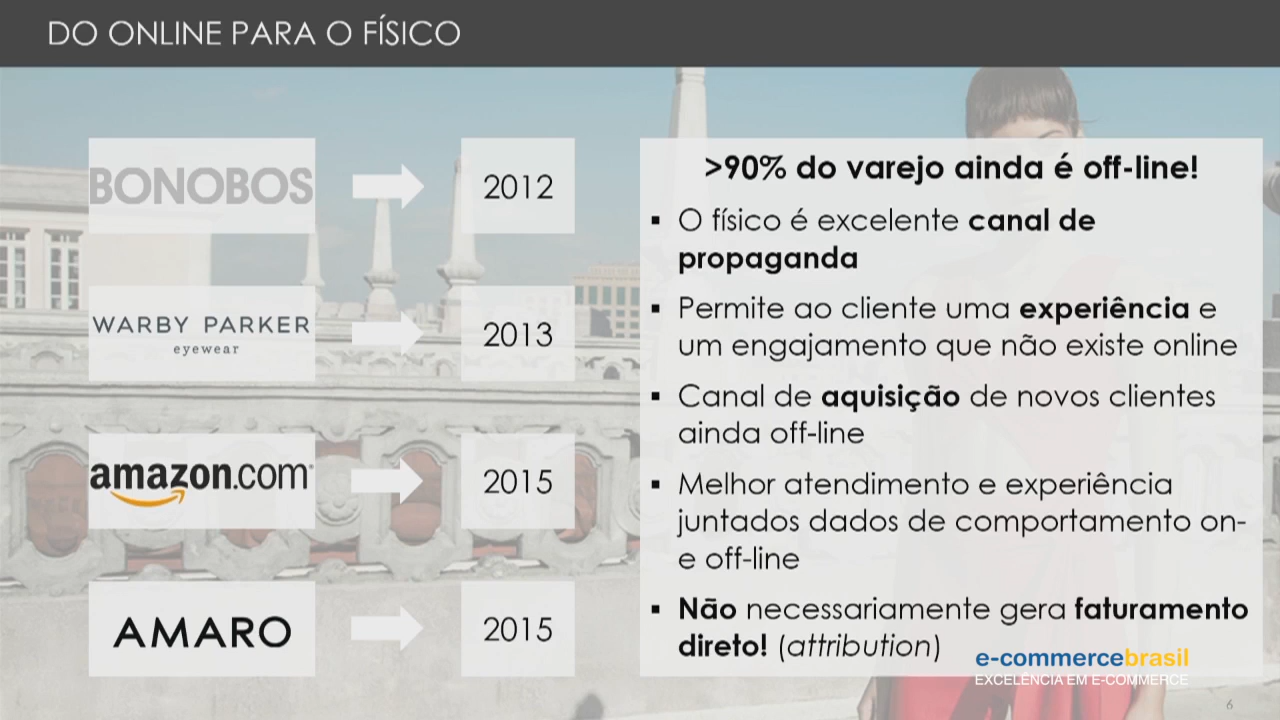 DO ONLINE PARA O FÍSICO
BONOBOS
2012
WARBY PARKER
eyewear
2013
amazon.com
2015
AMARO
2015
>90% do varejo ainda é off-line!
▪ O físico é excelente canal de
propaganda
▪ Permite ao cliente uma experiência e
um engajamento que não existe online
▪ Canal de aquisição de novos clientes
ainda off-line
▪ Melhor atendimento e experiência
juntados dados de comportamento on-
e off-line
▪ Não necessariamente gera faturamento
direto! (attribution)
e-commercebrasil
EXCELÊNCIA EM E-COMMERCE
6